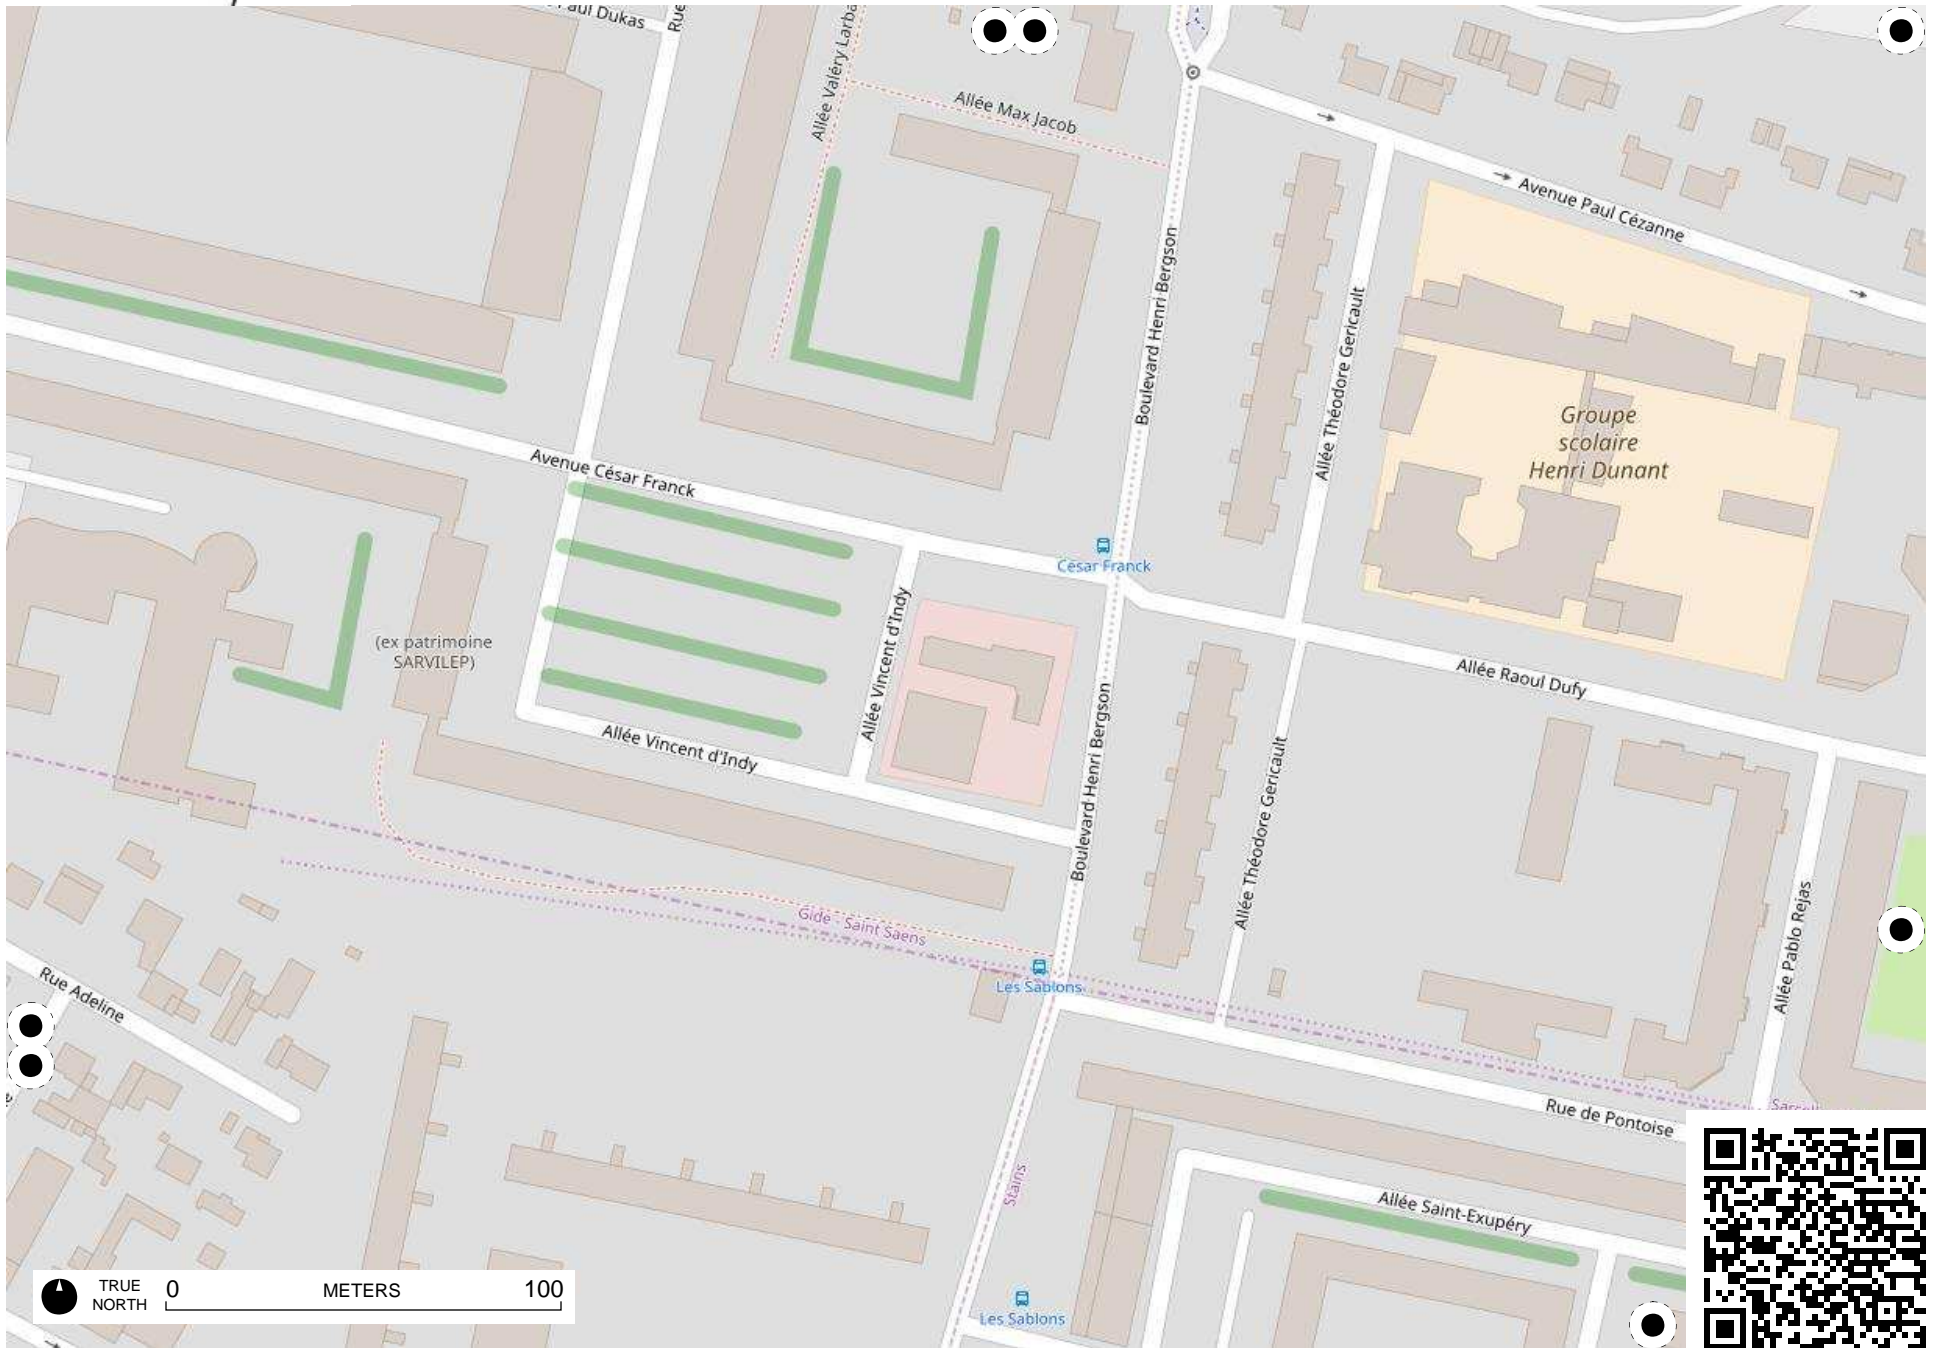 Paul Dukas
Rue
Allée Valéry Larba
Allée Max Jacob
Avenue Paul Cézanne
Boulevard Henri Bergson
Allée Théodore Gericault
Groupe
scolaire
Henri Dunant
Avenue César Franck
César Franck
Allée Vincent d'Indy
(ex patrimoine
SARVILEP)
Allée Raoul Dufy
Allée Vincent d'Indy
Boulevard Henri Bergson
Allée Théodore Gericault
Allée Pablo Rejas
Gide - Saint Saens
Les Sablons
Rue Adeline
Rue de Pontoise
Stains
Allée Saint-Exupéry
Les Sablons
TRUE
NORTH
0 METERS 100